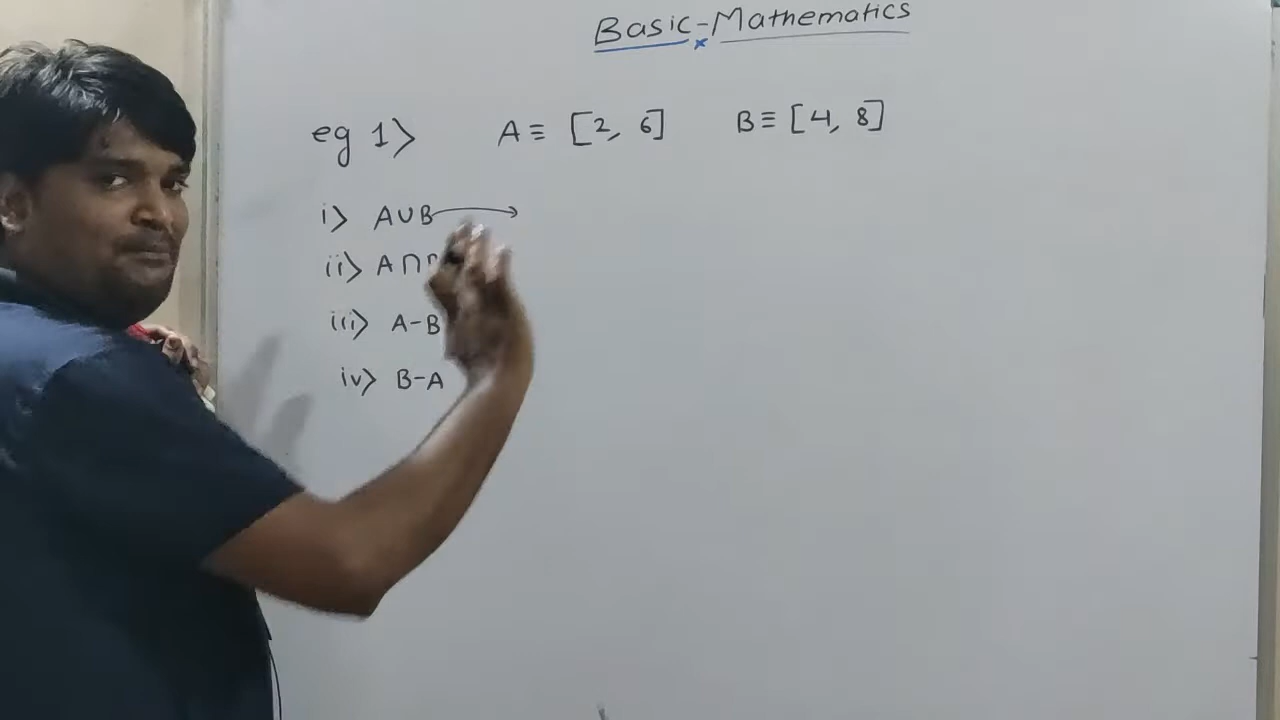 Basic-Mathematics
eg 1> A ≡ [2, 6] B ≡ [4, 8]
i> A∪B →
ii> A∩
iii> A-B
iv> B-A